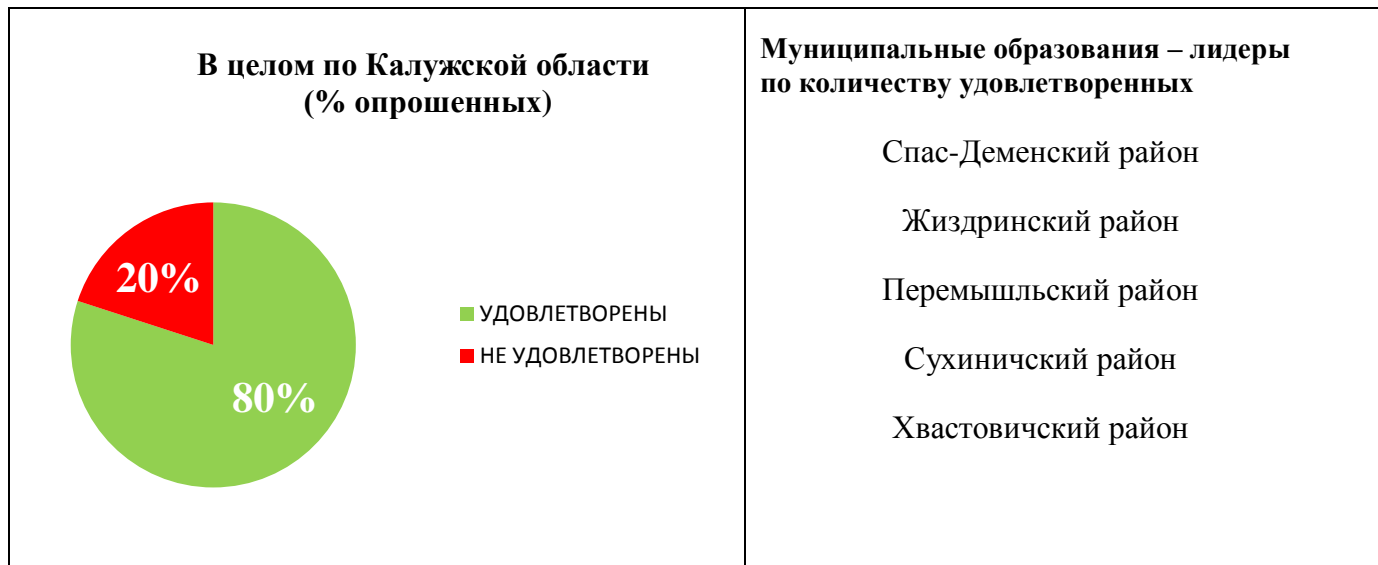 В целом по Калужской области
(% опрошенных)
20%
80%
УДОВЛЕТВОРЕНЫ
НЕ УДОВЛЕТВОРЕНЫ
Муниципальные образования – лидеры
по количеству удовлетворенных
Спас-Деменский район
Жиздринский район
Перемышльский район
Сухиничский район
Хвастовичский район